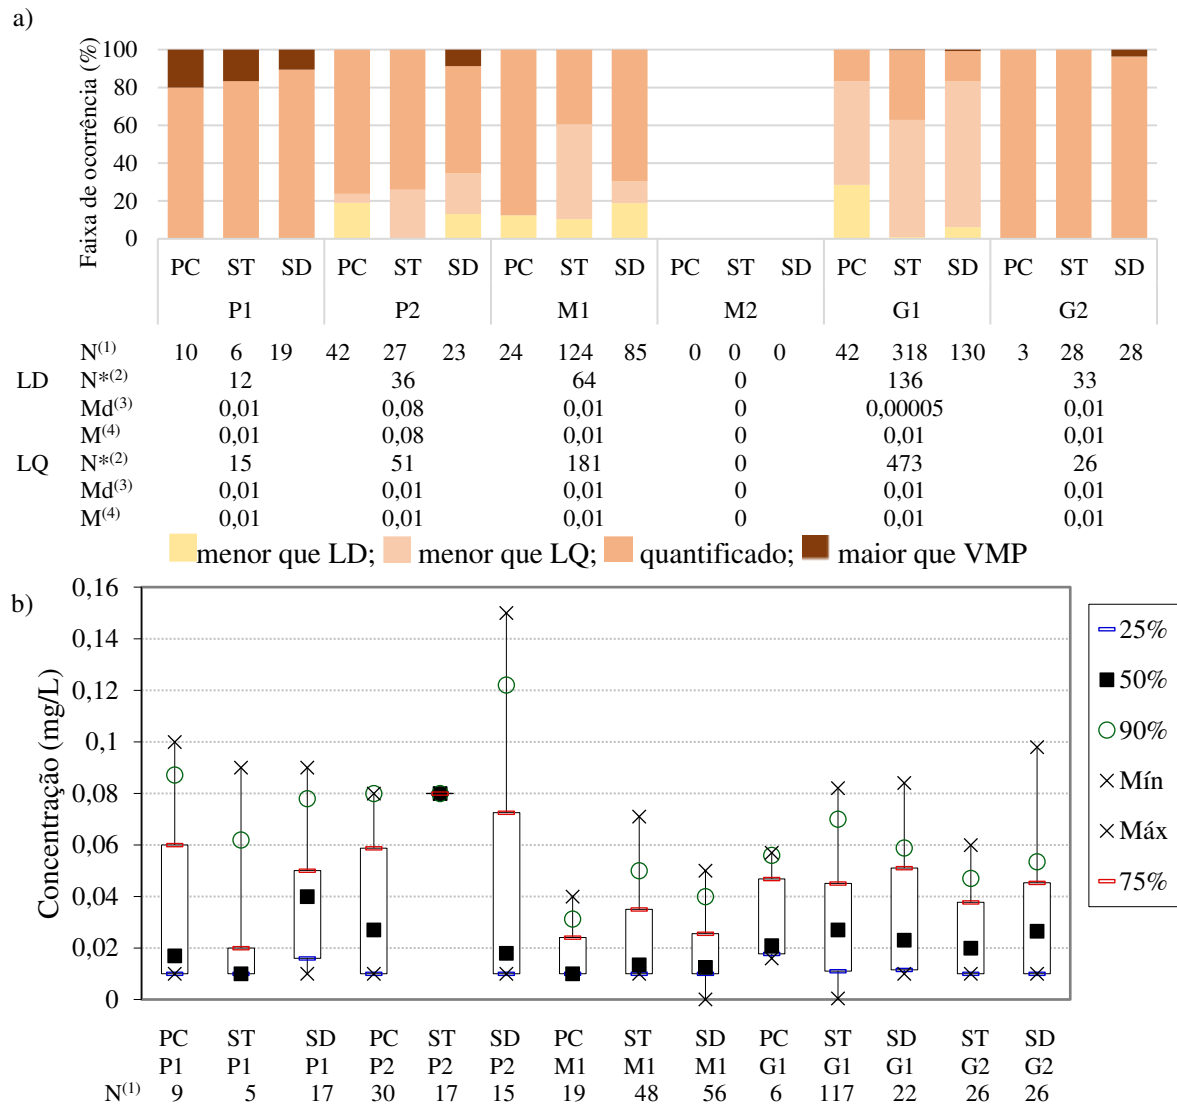 a)
Faixa de ocorrência (%)
100
80
60
40
20
0
PC ST SD PC ST SD PC ST SD PC ST SD PC ST SD PC ST SD
P1 P2 M1 M2 G1 G2
N(1) 10 6 19 42 27 23 24 124 85 0 0 0 42 318 130 3 28 28
LD N*(2) 12 36 64 0 136 33
Md(3) 0,01 0,08 0,01 0 0,00005 0,01
M(4) 0,01 0,08 0,01 0 0,01 0,01
LQ N*(2) 15 51 181 0 473 26
Md(3) 0,01 0,01 0,01 0 0,01 0,01
M(4) 0,01 0,01 0,01 0 0,01 0,01
menor que LD; menor que LQ; quantificado; maior que VMP
b)
Concentração (mg/L)
0,16
0,14
0,12
0,1
0,08
0,06
0,04
0,02
0
25%
50%
90%
Mín
Máx
75%
PC ST SD PC ST SD PC ST SD PC ST SD ST SD
P1 P1 P1 P2 P2 P2 M1 M1 M1 G1 G1 G1 G2 G2
N(1) 9 5 17 30 17 15 19 48 56 6 117 22 26 26